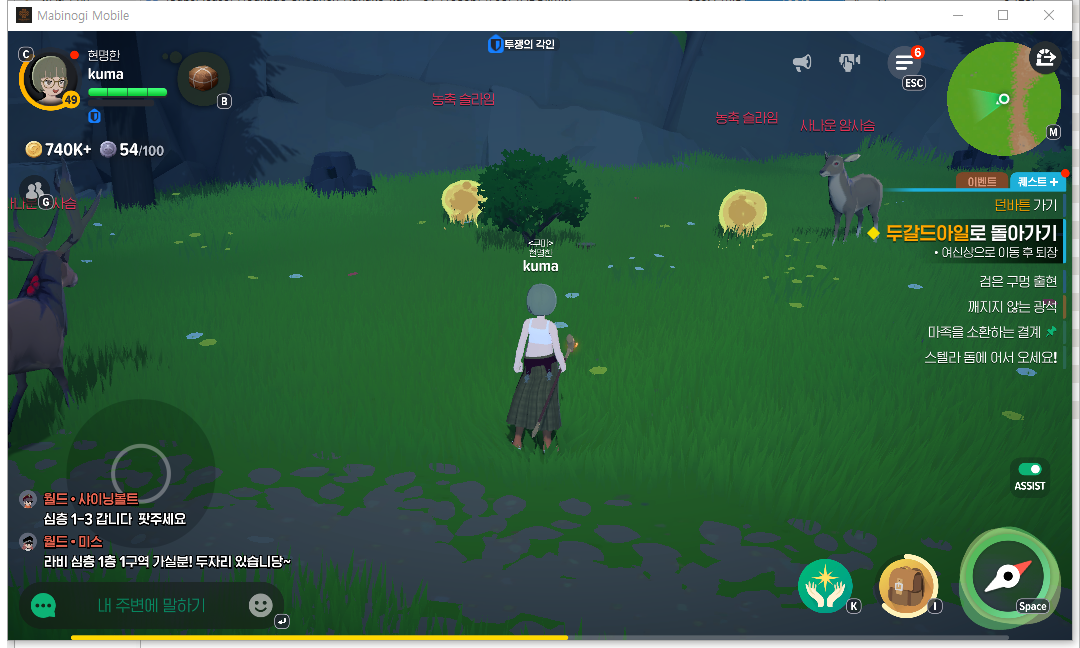 Mabinogi Mobile
투쟁의 각인
C
현명한
kuma
49
B
6
ESC
M
740K+
54/100
G
농축 슬라임
농축 슬라임
사나운 암사슴
이벤트
퀘스트 +
던바튼 가기
두갈드아일로 돌아가기
• 여신상으로 이동 후 퇴장
검은 구멍 출현
깨지지 않는 광석
마족을 소환하는 결계
스텔라 돔에 어서 오세요!
<구미>
현명한
kuma
ASSIST
월드 • 샤이닝볼트
심층 1-3 갑니다 팟주세요
월드 • 미스
라비 심층 1층 1구역 가실분! 두자리 있습니당~
내 주변에 말하기
K
I
Space